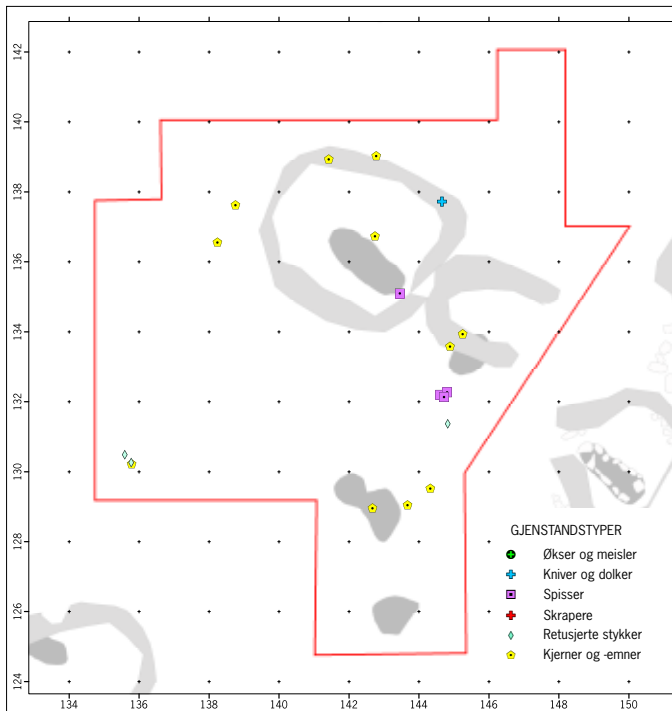 142
140
138
136
134
132
130
128
126
124
GJENSTANDSTYPER
Økser og meisler
Kniver og dolker
Spisser
Skrapere
Retusjerte stykker
Kjerner og -emner
134 136 138 140 142 144 146 148 150